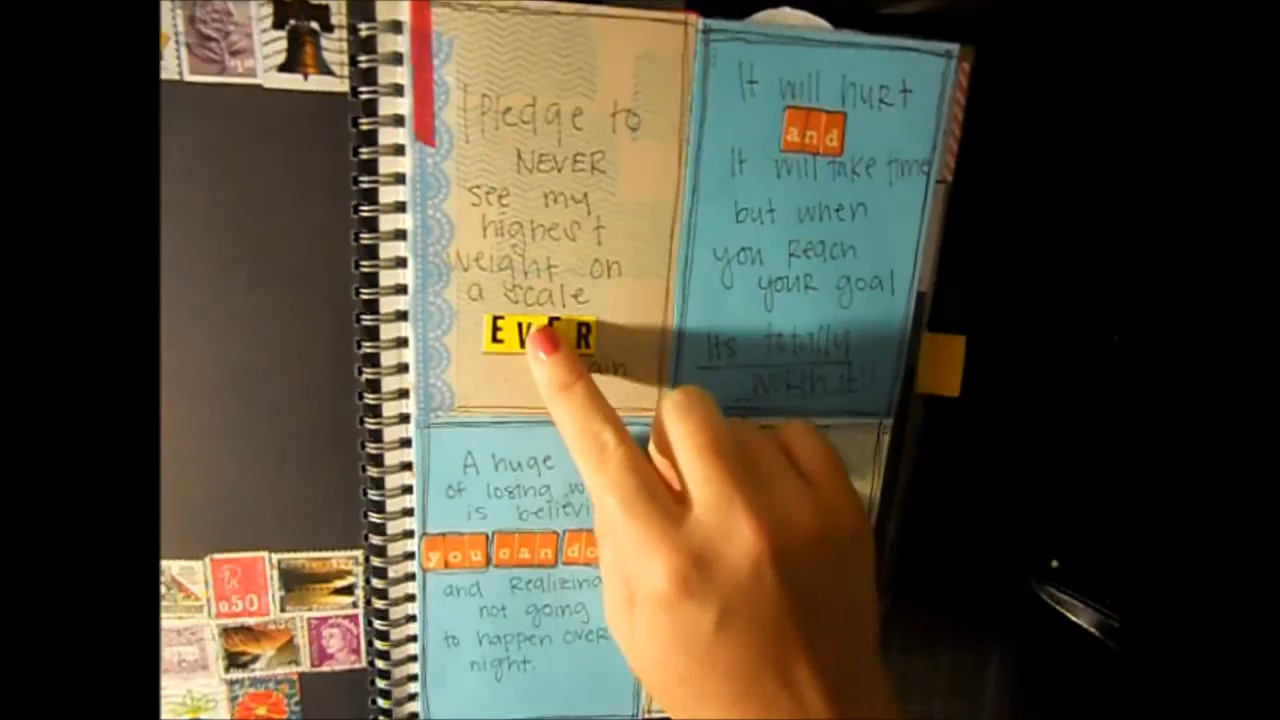 I Pledge to
NEVER
see my
highest
weight on
a scale
EVER
It will hurt
and
It will take time
but when
you Reach
your goal
Its totally
worth it!!
A huge
of losing
is
you can do
and Realizing
not going
to happen over
night.
R
0.50